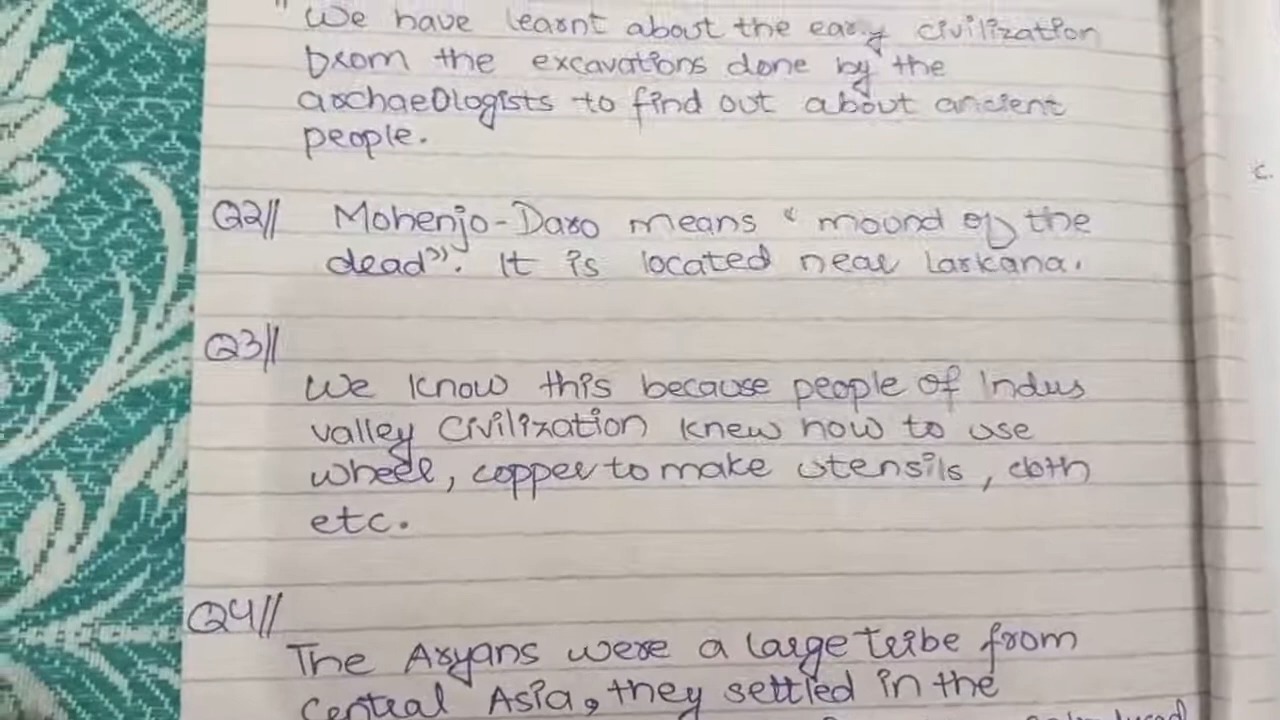 "We have learnt about the early civilization
from the excavations done by the
archaeologists to find out about ancient
people.
Q2// Mohenjo-Daro means "mound of the
dead". It is located near Larkana.
Q3//
We know this because people of Indus
valley Civilization knew how to use
wheel, copper to make utensils, cloth
etc.
Q4//
The Aryans were a large tribe from
Central Asia, they settled in the
c.